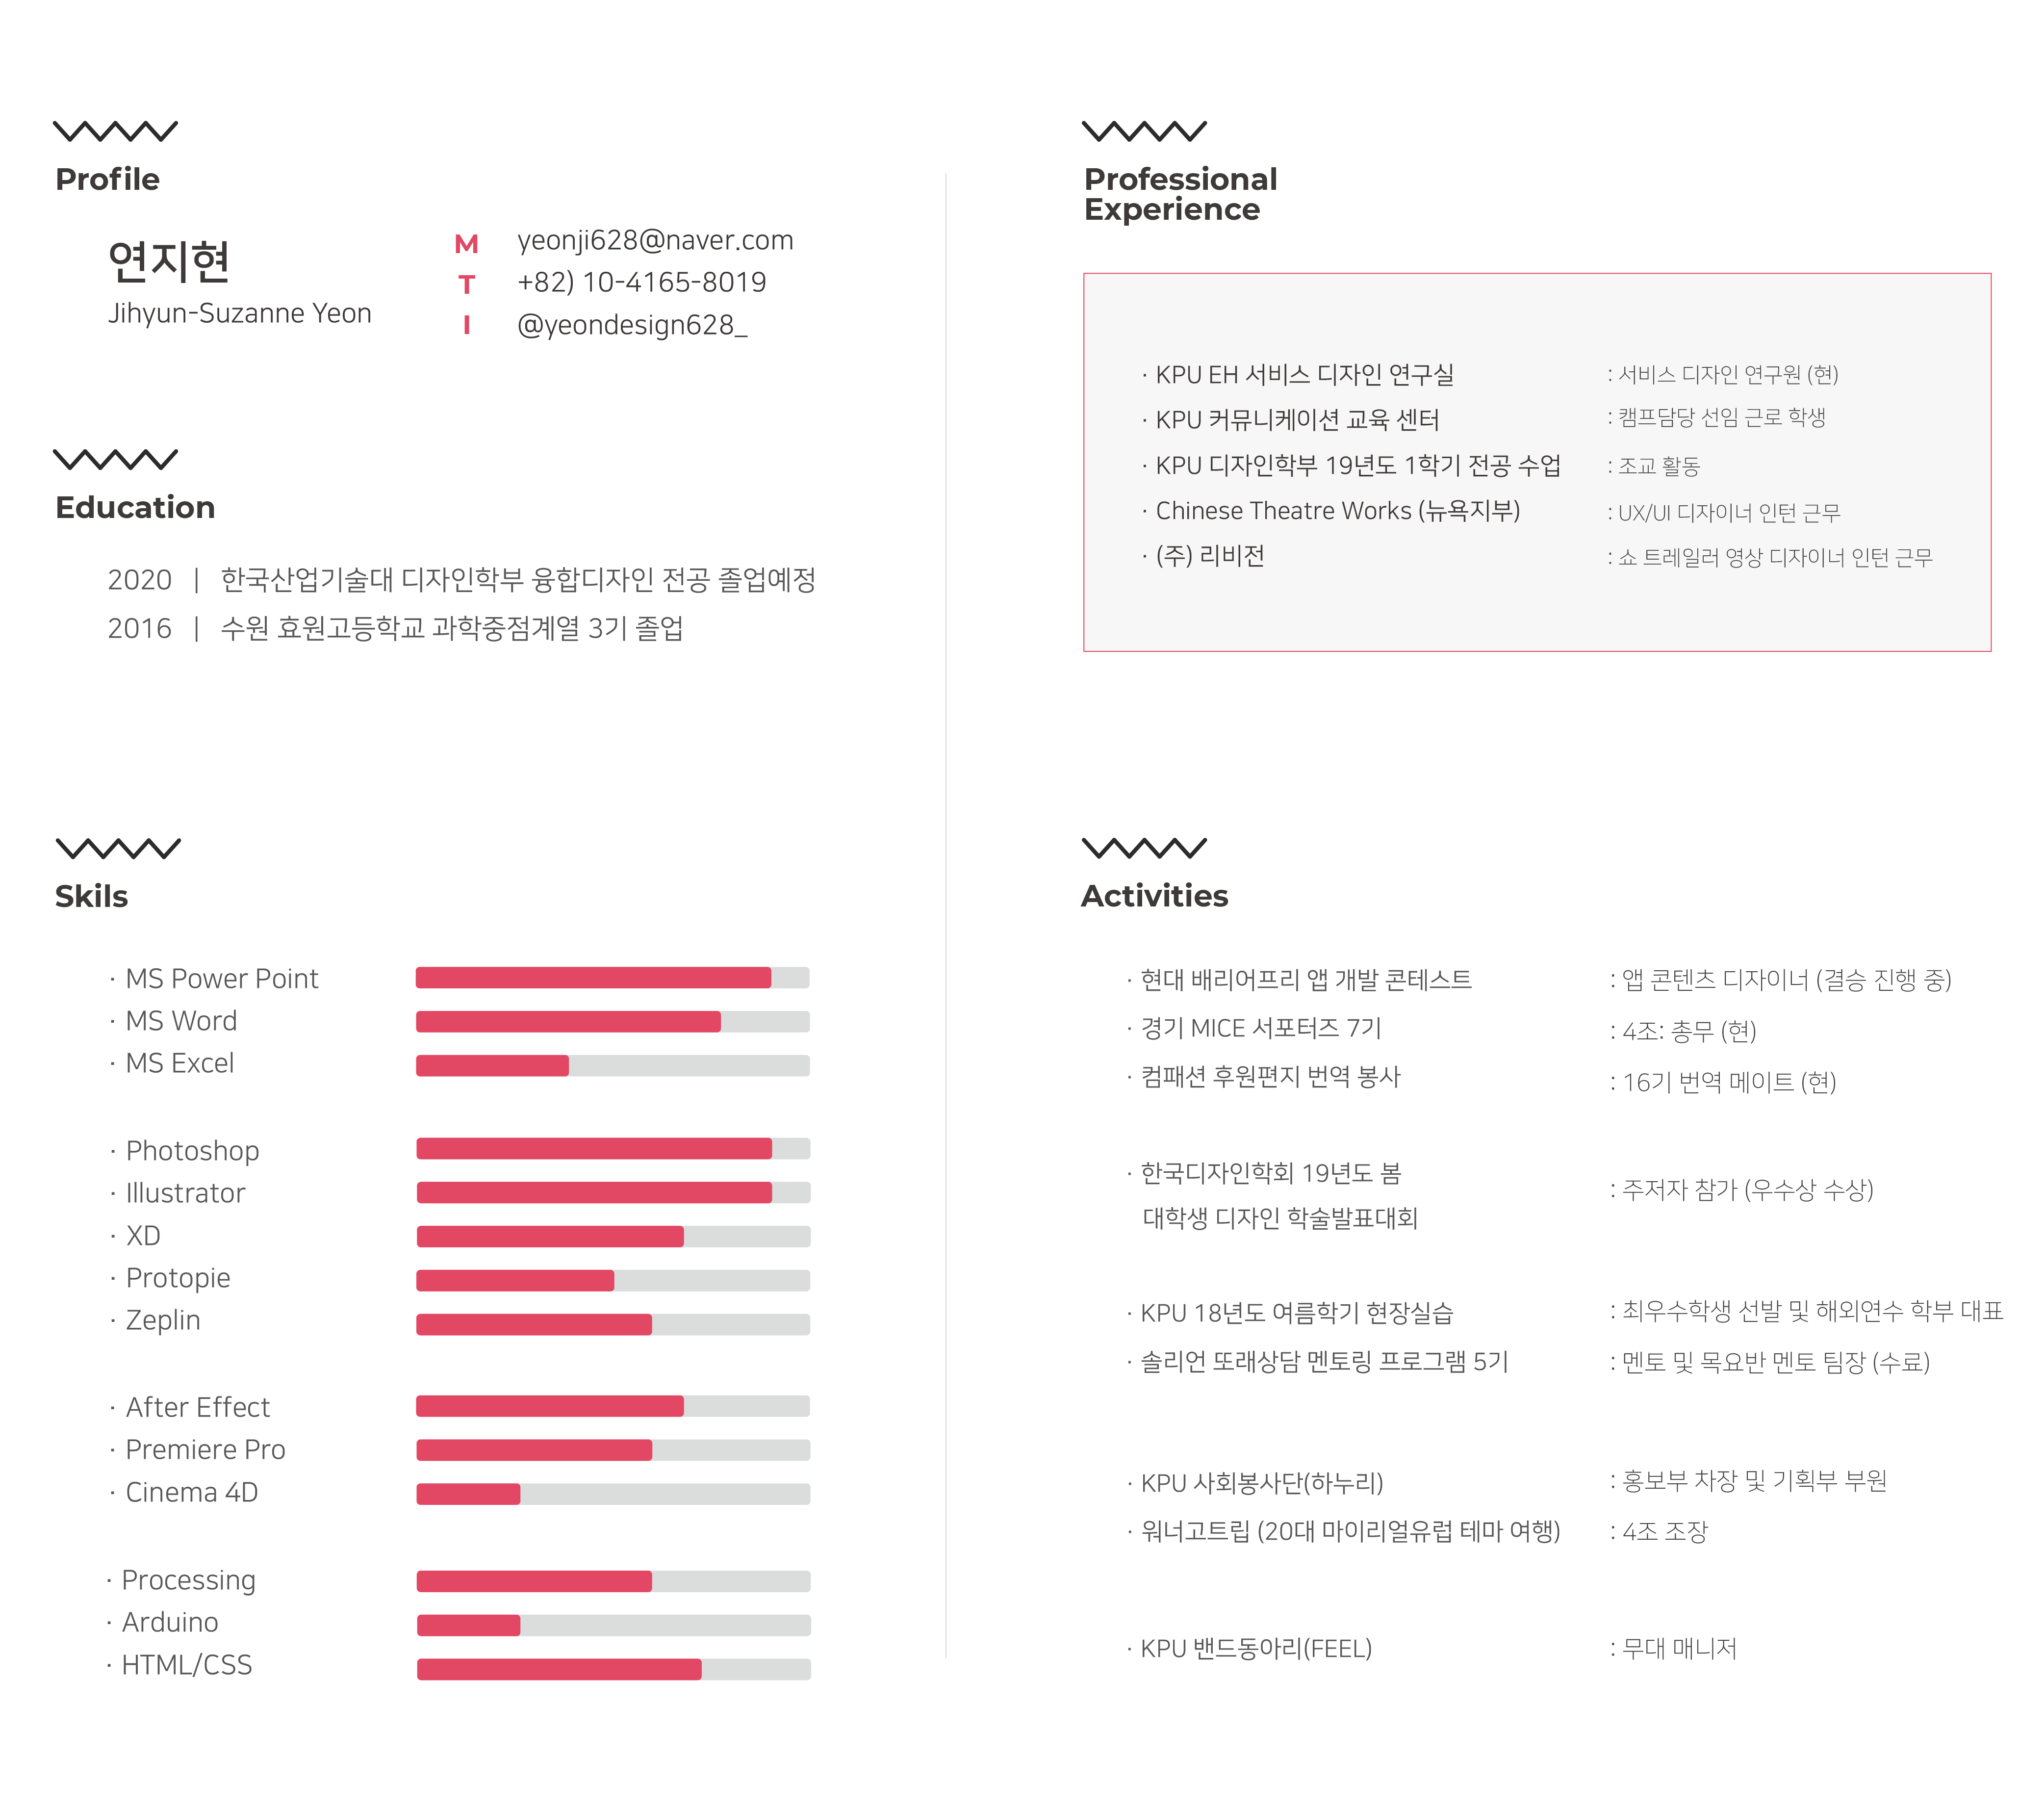 Profile
연지현
Jihyun-Suzanne Yeon
M yeonji628@naver.com
T +82) 10-4165-8019
I @yeondesign628_
Education
2020 | 한국산업기술대 디자인학부 융합디자인 전공 졸업예정
2016 | 수원 효원고등학교 과학중점계열 3기 졸업
Skils
· MS Power Point
· MS Word
· MS Excel
· Photoshop
· Illustrator
· XD
· Protopie
· Zeplin
· After Effect
· Premiere Pro
· Cinema 4D
· Processing
· Arduino
· HTML/CSS
Professional
Experience
· KPU EH 서비스 디자인 연구실 : 서비스 디자인 연구원 (현)
· KPU 커뮤니케이션 교육 센터 : 캠프담당 선임 근로 학생
· KPU 디자인학부 19년도 1학기 전공 수업 : 조교 활동
· Chinese Theatre Works (뉴욕지부) : UX/UI 디자이너 인턴 근무
· (주) 리비전 : 쇼 트레일러 영상 디자이너 인턴 근무
Activities
· 현대 배리어프리 앱 개발 콘테스트 : 앱 콘텐츠 디자이너 (결승 진행 중)
· 경기 MICE 서포터즈 7기 : 4조: 총무 (현)
· 컴패션 후원편지 번역 봉사 : 16기 번역 메이트 (현)
· 한국디자인학회 19년도 봄
대학생 디자인 학술발표대회 : 주저자 참가 (우수상 수상)
· KPU 18년도 여름학기 현장실습 : 최우수학생 선발 및 해외연수 학부 대표
· 솔리언 또래상담 멘토링 프로그램 5기 : 멘토 및 목요반 멘토 팀장 (수료)
· KPU 사회봉사단(하누리) : 홍보부 차장 및 기획부 부원
· 워너고트립 (20대 마이리얼유럽 테마 여행) : 4조 조장
· KPU 밴드동아리(FEEL) : 무대 매니저